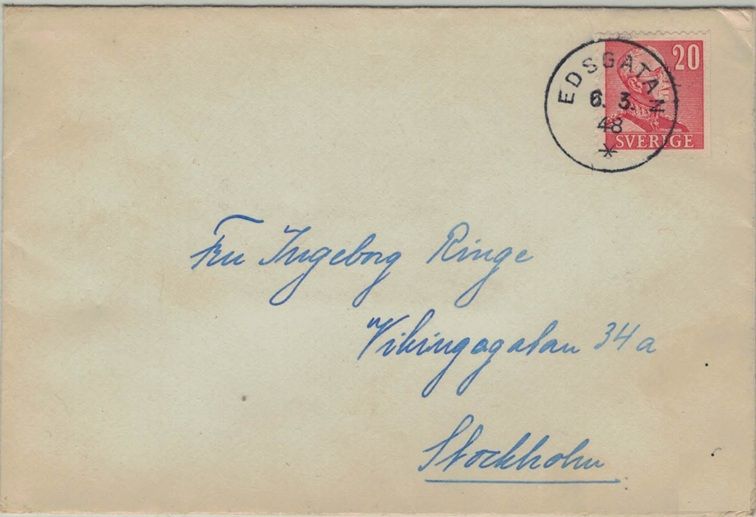 20
EDSGATAN
6. 3.
48
*
SVERIGE
Fru Ingeborg Ringe
Vikingagatan 34a
Stockholm